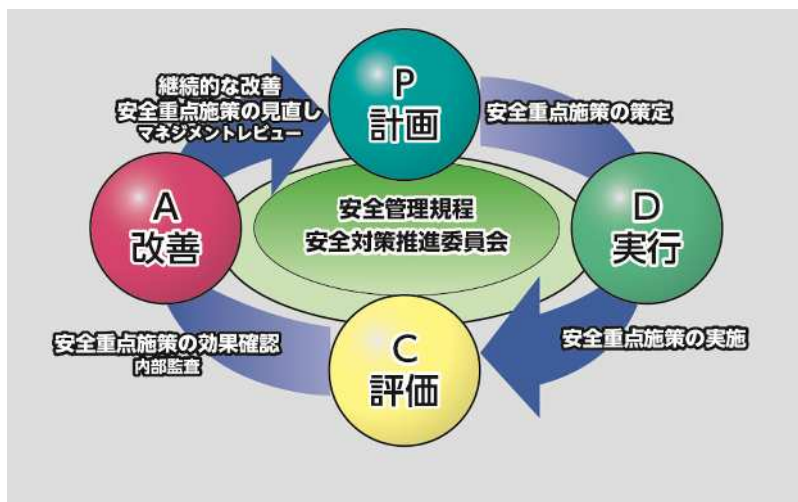 P
計画
継続的な改善
安全重点施策の見直し
マネジメントレビュー
安全重点施策の策定
A
改善
安全管理規程
安全対策推進委員会
D
実行
安全重点施策の効果確認
内部監査
C
評価
安全重点施策の実施